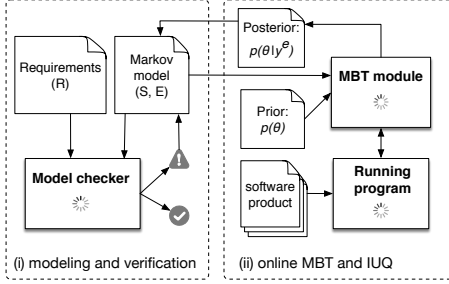 Requirements
(R)
Markov
model
(S, E)
Posterior:
p(θ|yᵉ)
MBT module
Prior:
p(θ)
Model checker
software
product
Running
program
(i) modeling and verification
(ii) online MBT and IUQ